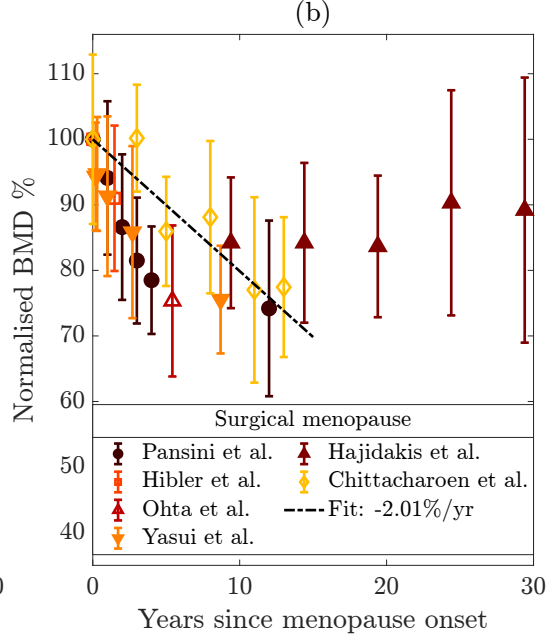 (b)
Normalised BMD %
110
100
90
80
70
60
50
40
Surgical menopause
Pansini et al.
Hibler et al.
Ohta et al.
Yasui et al.
Hajidakis et al.
Chittacharoen et al.
Fit: -2.01%/yr
0
0
10
20
30
Years since menopause onset